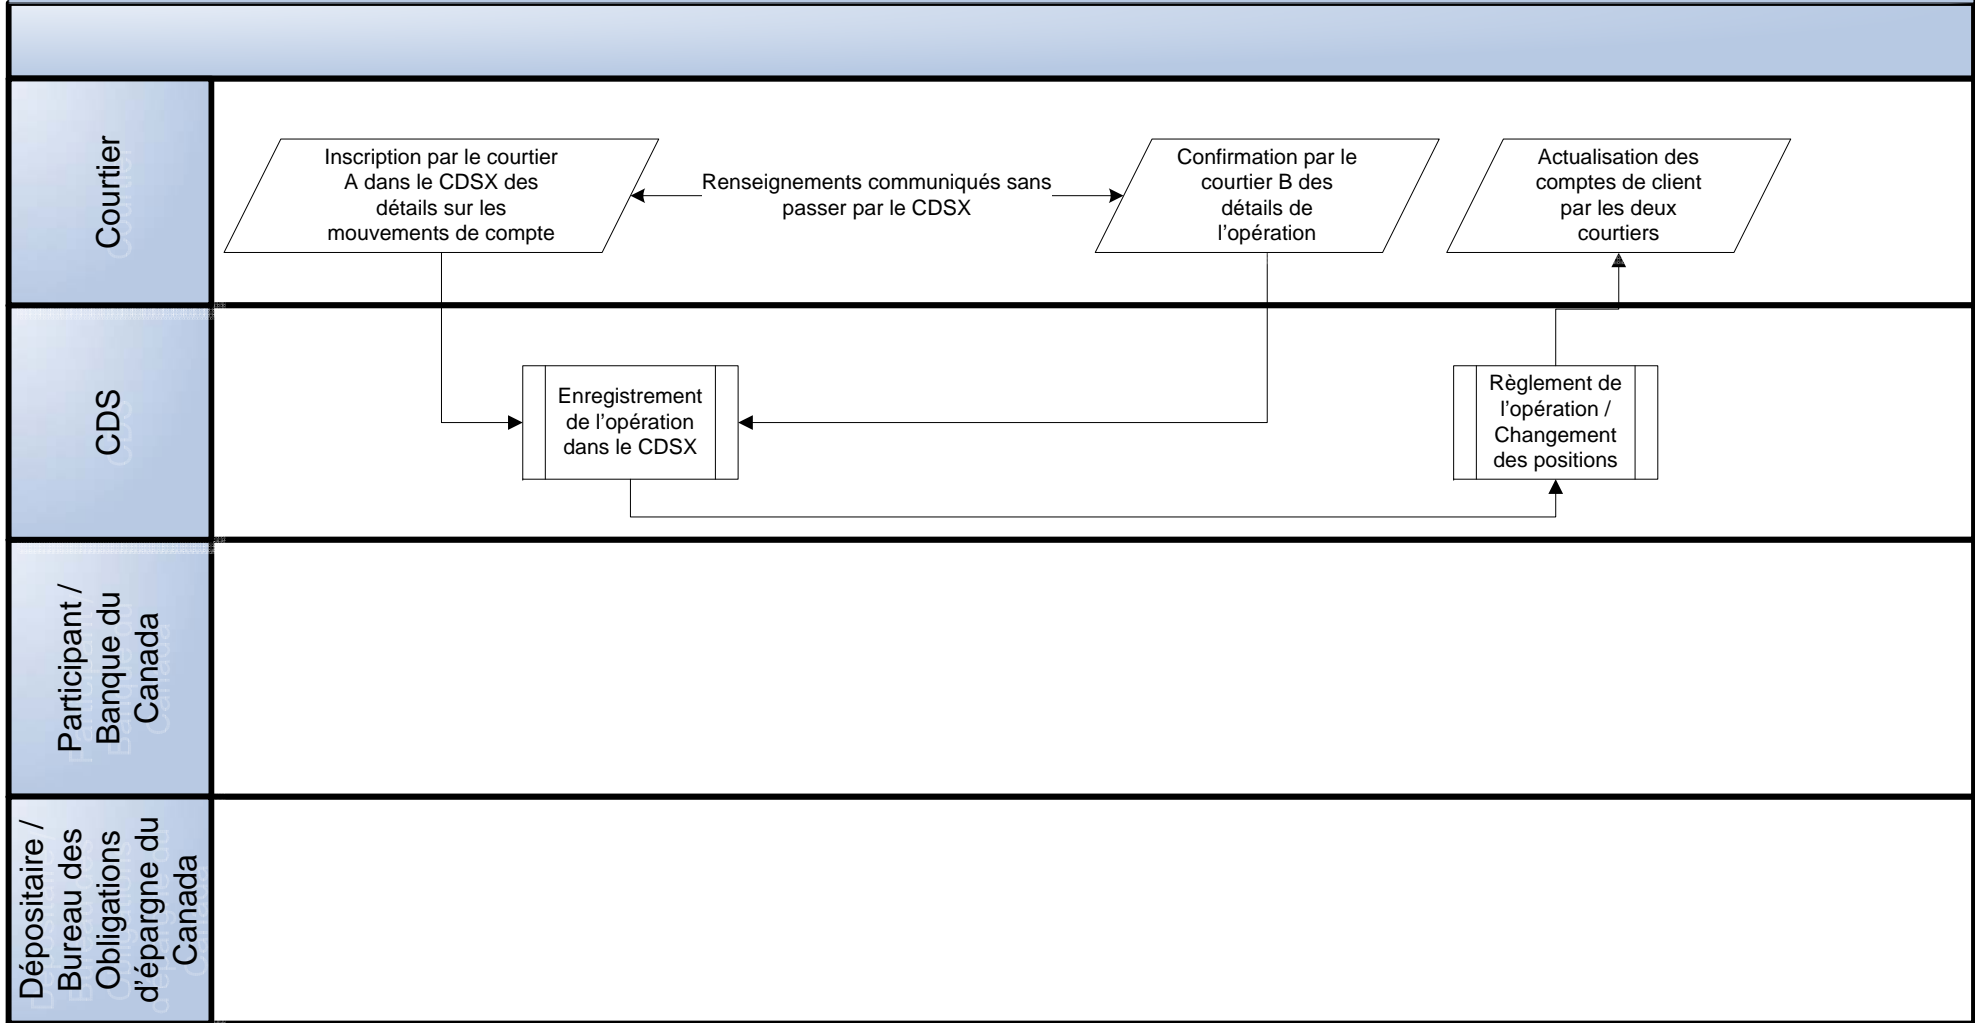 Courtier
Inscription par le courtier
A dans le CDSX des
détails sur les
mouvements de compte
Renseignements communiqués sans
passer par le CDSX
Confirmation par le
courtier B des
détails de
l'opération
Actualisation des
comptes de client
par les deux
courtiers
CDS
Enregistrement
de l'opération
dans le CDSX
Règlement de
l'opération /
Changement
des positions
Participant /
Banque du
Canada
Dépositaire /
Bureau des
Obligations
d'épargne du
Canada